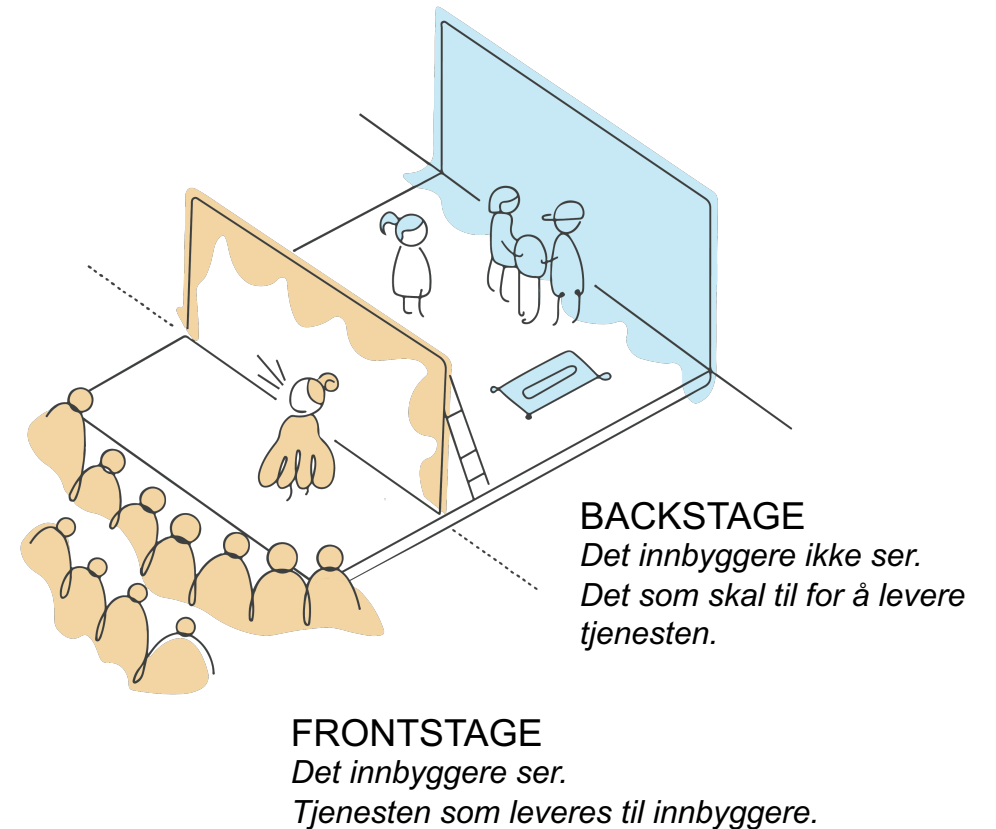 BACKSTAGE
Det innbyggere ikke ser.
Det som skal til for å levere
tjenesten.
FRONTSTAGE
Det innbyggere ser.
Tjenesten som leveres til innbyggere.